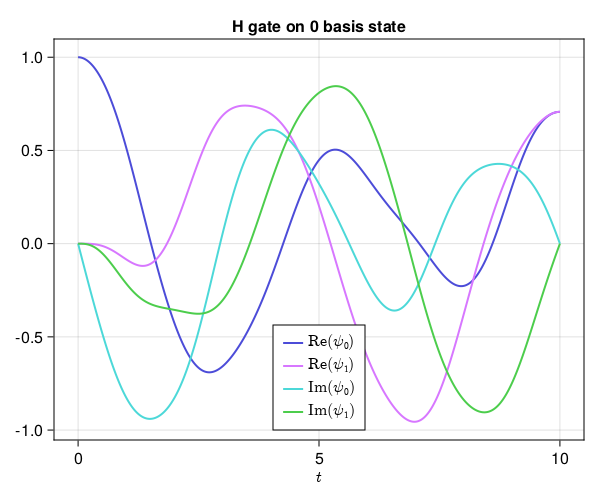 H gate on 0 basis state
1.0
0.5
0.0
-0.5
-1.0
Re(ψ₀)
Re(ψ₁)
Im(ψ₀)
Im(ψ₁)
0 5 10
t